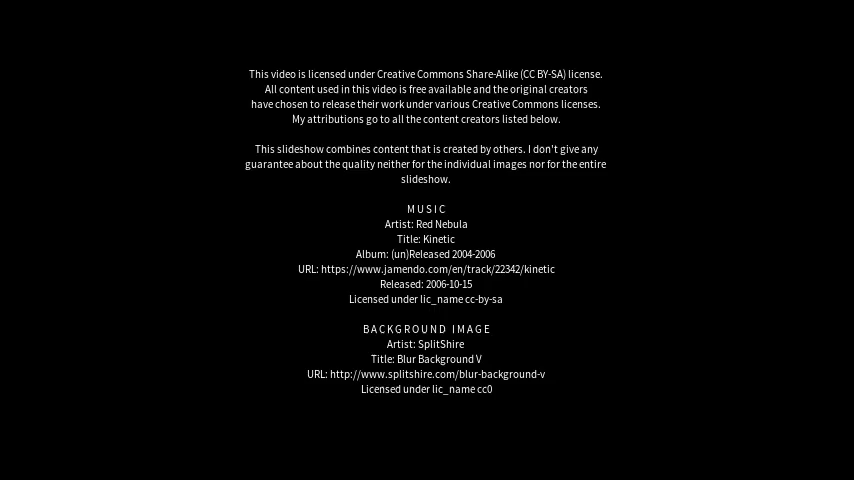 This video is licensed under Creative Commons Share-Alike (CC BY-SA) license.
All content used in this video is free available and the original creators
have chosen to release their work under various Creative Commons licenses.
My attributions go to all the content creators listed below.
This slideshow combines content that is created by others. I don't give any
guarantee about the quality neither for the individual images nor for the entire
slideshow.
MUSIC
Artist: Red Nebula
Title: Kinetic
Album: (un)Released 2004-2006
URL: https://www.jamendo.com/en/track/22342/kinetic
Released: 2006-10-15
Licensed under lic_name cc-by-sa
BACKGROUND IMAGE
Artist: SplitShire
Title: Blur Background V
URL: http://www.splitshire.com/blur-background-v
Licensed under lic_name cc0